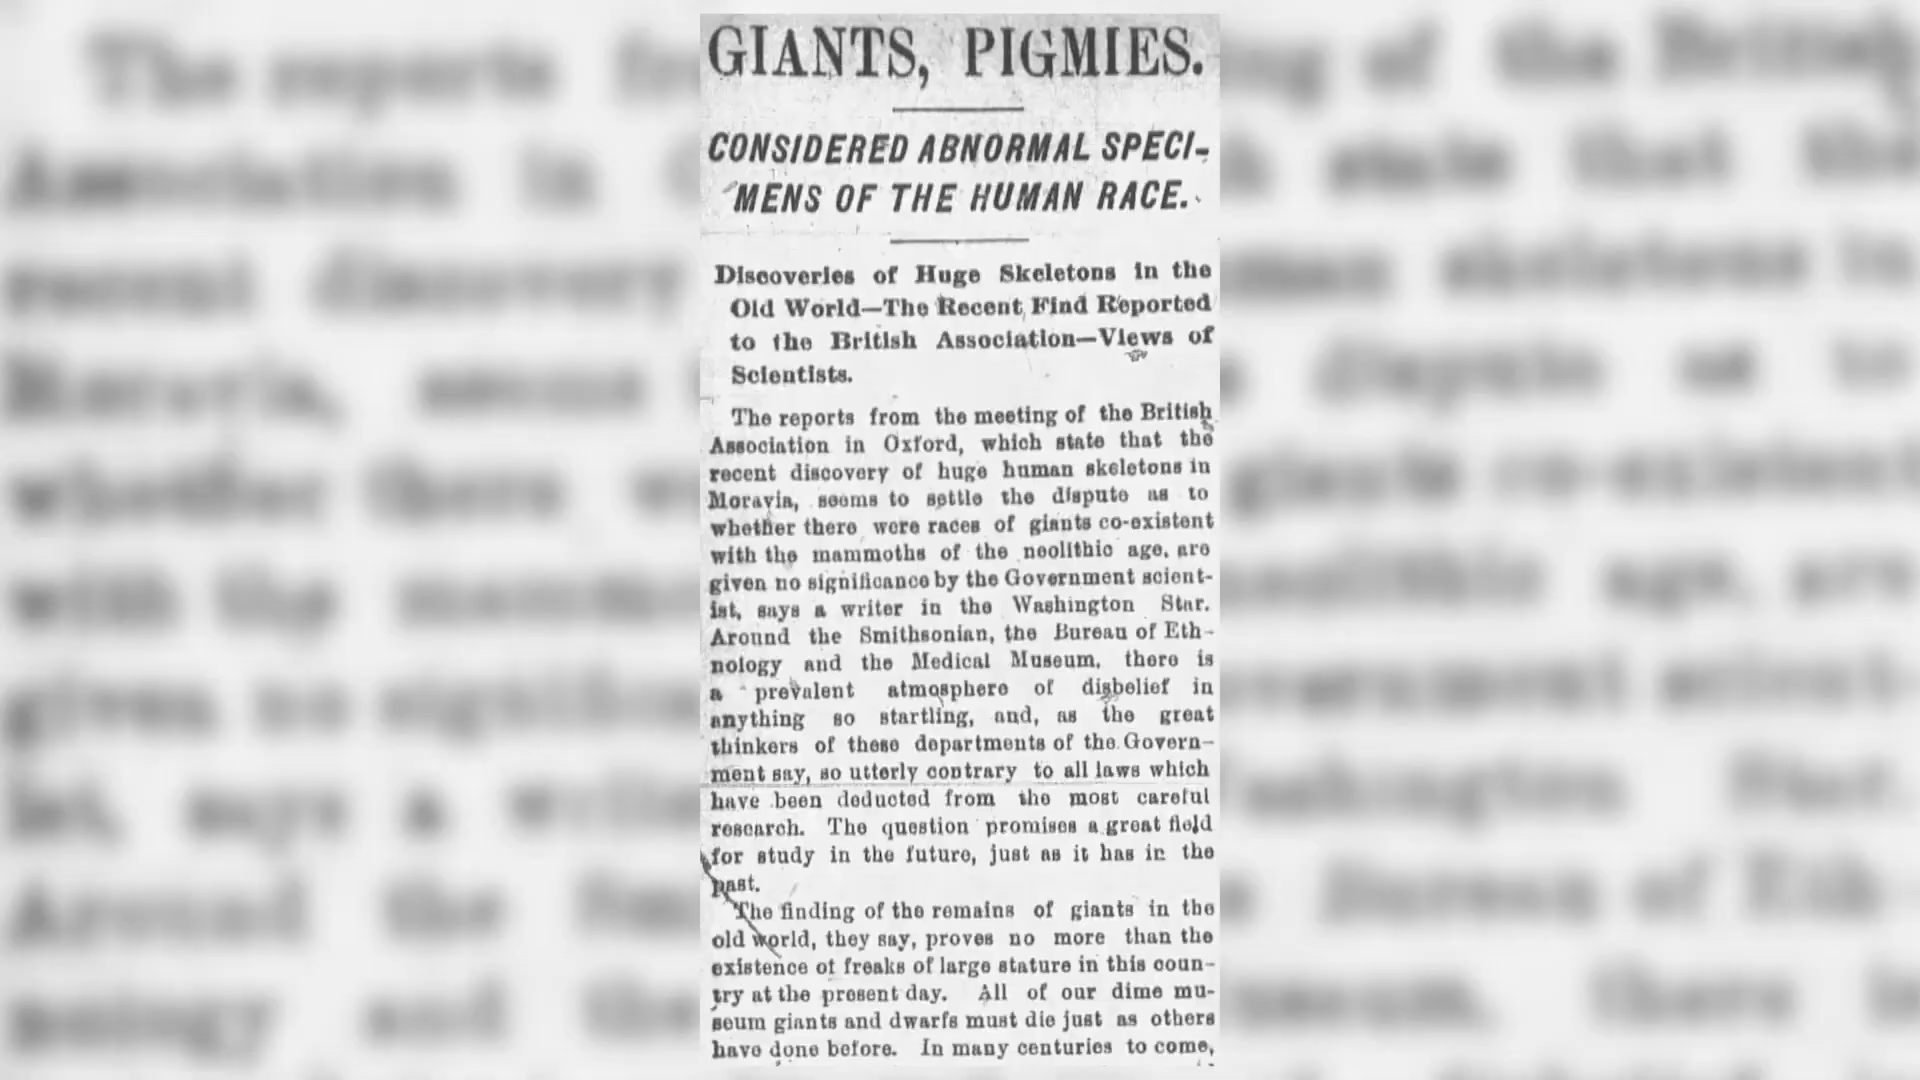 GIANTS, PIGMIES.
CONSIDERED ABNORMAL SPECI-
MENS OF THE HUMAN RACE.
Discoveries of Huge Skeletons in the
Old World—The Recent Find Reported
to the British Association—Views of
Scientists.
The reports from the meeting of the British
Association in Oxford, which state that the
recent discovery of huge human skeletons in
Moravia, seems to settle the dispute as to
whether there were races of giants co-existent
with the mammoths of the neolithic age, are
given no significance by the Government scient-
ist, says a writer in the Washington Star.
Around the Smithsonian, the Bureau of Eth-
nology and the Medical Museum, there is
a prevalent atmosphere of disbelief in
anything so startling, and, as the great
thinkers of these departments of the Govern-
ment say, so utterly contrary to all laws which
have been deducted from the most careful
research. The question promises a great field
for study in the future, just as it has in the
past.
The finding of the remains of giants in the
old world, they say, proves no more than the
existence of freaks of large stature in this coun-
try at the present day. All of our dime mu-
seum giants and dwarfs must die just as others
have done before. In many centuries to come,